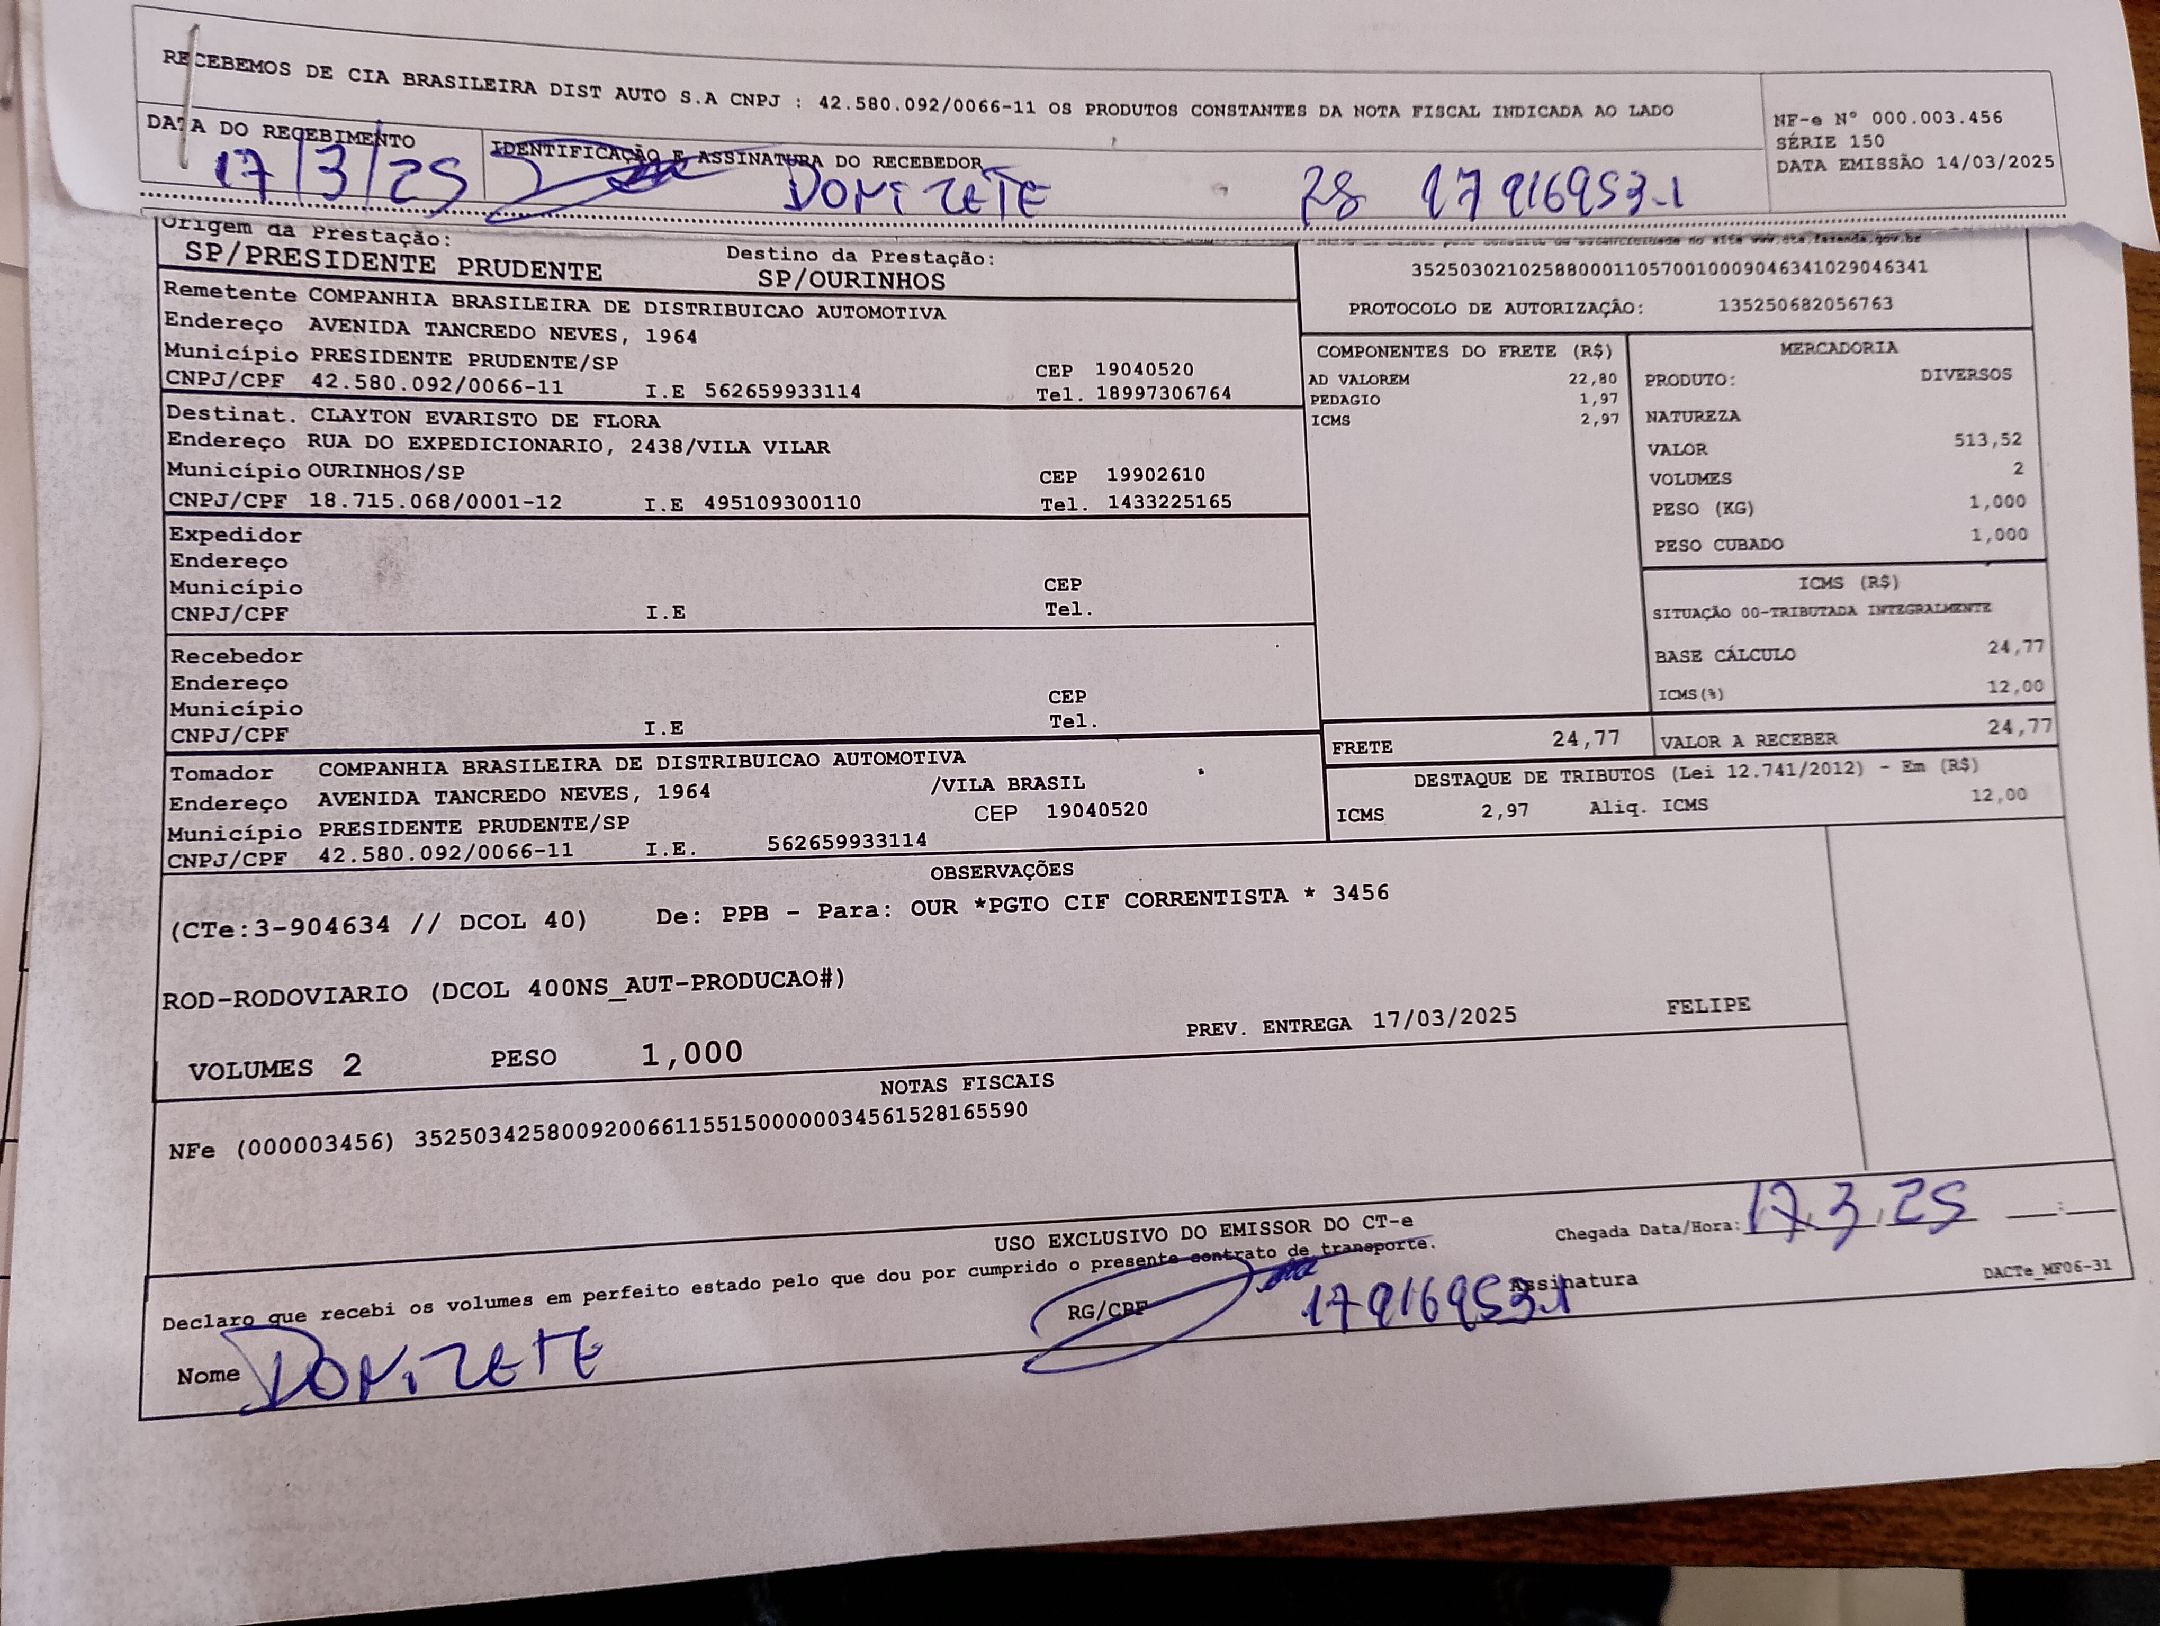 RECEBEMOS DE CIA BRASILEIRA DIST AUTO S.A CNPJ : 42.580.092/0066-11 OS PRODUTOS CONSTANTES DA NOTA FISCAL INDICADA AO LADO
NF-e Nº 000.003.456
SÉRIE 150
DATA EMISSÃO 14/03/2025
DATA DO RECEBIMENTO
17/3/25
IDENTIFICAÇÃO E ASSINATURA DO RECEBEDOR
DOMIZETE
179169531
Origem da Prestação:
SP/PRESIDENTE PRUDENTE
Destino da Prestação:
SP/OURINHOS
Remetente COMPANHIA BRASILEIRA DE DISTRIBUICAO AUTOMOTIVA
Endereço AVENIDA TANCREDO NEVES, 1964
Município PRESIDENTE PRUDENTE/SP CEP 19040520
CNPJ/CPF 42.580.092/0066-11 I.E 562659933114 Tel. 18997306764
Destinat. CLAYTON EVARISTO DE FLORA
Endereço RUA DO EXPEDICIONARIO, 2438/VILA VILAR
Município OURINHOS/SP CEP 19902610
CNPJ/CPF 18.715.068/0001-12 I.E 495109300110 Tel. 1433225165
Expedidor
Endereço
Município CEP
CNPJ/CPF I.E Tel.
Recebedor
Endereço
Município CEP
CNPJ/CPF I.E Tel.
Tomador COMPANHIA BRASILEIRA DE DISTRIBUICAO AUTOMOTIVA
Endereço AVENIDA TANCREDO NEVES, 1964 /VILA BRASIL
Município PRESIDENTE PRUDENTE/SP CEP 19040520
CNPJ/CPF 42.580.092/0066-11 I.E. 562659933114
autenticidade no site www.cte.fazenda.gov.br
35250302102588000110570010009046341029046341
PROTOCOLO DE AUTORIZAÇÃO: 135250682056763
COMPONENTES DO FRETE (R$)
AD VALOREM 22,80
PEDAGIO 1,97
ICMS 2,97
MERCADORIA
PRODUTO: DIVERSOS
NATUREZA
VALOR 513,52
VOLUMES 2
PESO (KG) 1,000
PESO CUBADO 1,000
ICMS (R$)
SITUAÇÃO 00-TRIBUTADA INTEGRALMENTE
BASE CÁLCULO 24,77
ICMS(%) 12,00
FRETE 24,77
VALOR A RECEBER 24,77
DESTAQUE DE TRIBUTOS (Lei 12.741/2012) - Em (R$)
ICMS 2,97 Aliq. ICMS 12,00
OBSERVAÇÕES
(CTe:3-904634 // DCOL 40) De: PPB - Para: OUR *PGTO CIF CORRENTISTA * 3456
ROD-RODOVIARIO (DCOL 400NS_AUT-PRODUCAO#)
PREV. ENTREGA 17/03/2025 FELIPE
VOLUMES 2 PESO 1,000
NOTAS FISCAIS
NFe (000003456) 35250342580092006611551500000034561528165590
USO EXCLUSIVO DO EMISSOR DO CT-e
Chegada Data/Hora: 17.3.25
Declaro que recebi os volumes em perfeito estado pelo que dou por cumprido o presente contrato de transporte.
DACTe_MF06-31
Nome DOMIZETE
RG/CPF 179169531
Assinatura